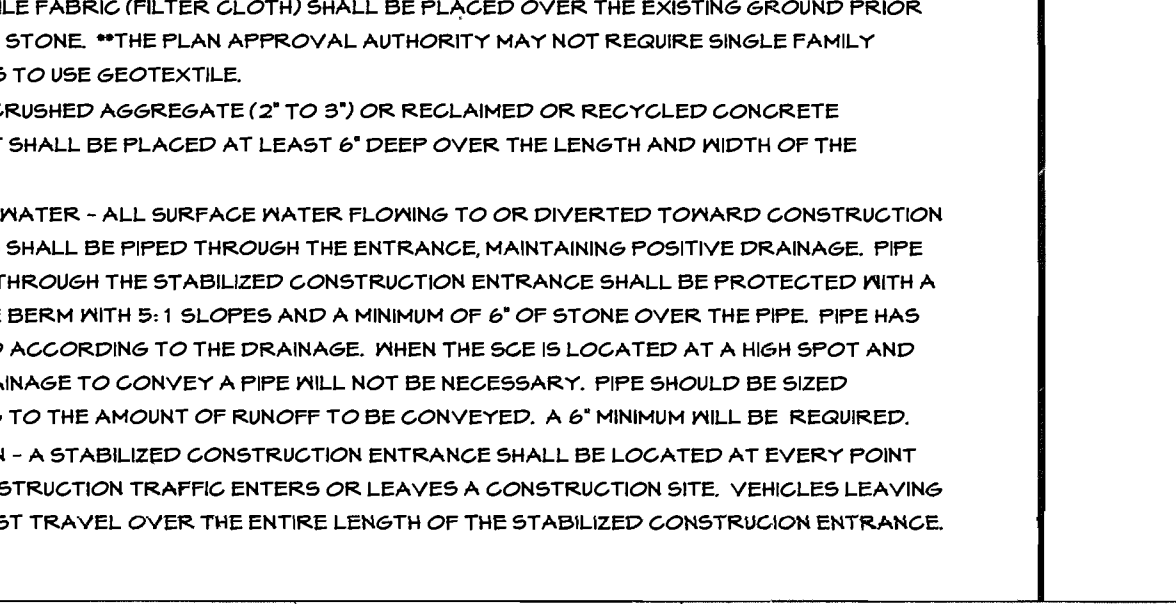 ILE FABRIC (FILTER CLOTH) SHALL BE PLACED OVER THE EXISTING GROUND PRIOR
STONE. **THE PLAN APPROVAL AUTHORITY MAY NOT REQUIRE SINGLE FAMILY
S TO USE GEOTEXTILE.
CRUSHED AGGREGATE (2" TO 3") OR RECLAIMED OR RECYCLED CONCRETE
T SHALL BE PLACED AT LEAST 6" DEEP OVER THE LENGTH AND WIDTH OF THE
WATER - ALL SURFACE WATER FLOWING TO OR DIVERTED TOWARD CONSTRUCTION
SHALL BE PIPED THROUGH THE ENTRANCE, MAINTAINING POSITIVE DRAINAGE. PIPE
THROUGH THE STABILIZED CONSTRUCTION ENTRANCE SHALL BE PROTECTED WITH A
E BERM WITH 5:1 SLOPES AND A MINIMUM OF 6" OF STONE OVER THE PIPE. PIPE HAS
D ACCORDING TO THE DRAINAGE. WHEN THE SCE IS LOCATED AT A HIGH SPOT AND
AINAGE TO CONVEY A PIPE WILL NOT BE NECESSARY. PIPE SHOULD BE SIZED
G TO THE AMOUNT OF RUNOFF TO BE CONVEYED. A 6" MINIMUM WILL BE REQUIRED.
N - A STABILIZED CONSTRUCTION ENTRANCE SHALL BE LOCATED AT EVERY POINT
STRUCTION TRAFFIC ENTERS OR LEAVES A CONSTRUCTION SITE. VEHICLES LEAVING
ST TRAVEL OVER THE ENTIRE LENGTH OF THE STABILIZED CONSTRUCION ENTRANCE.